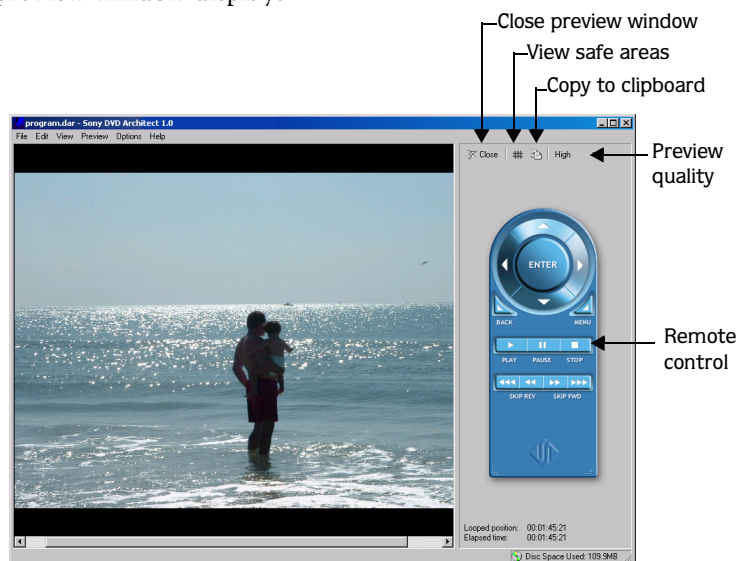 Close preview window
View safe areas
Copy to clipboard
program.dar - Sony DVD Architect 1.0
File Edit View Preview Options Help
Close
High
Preview
quality
ENTER
BACK
MENU
PLAY PAUSE STOP
SKIP REV SKIP FWD
Remote
control
Looped position: 00:01:45:21
Elapsed time: 00:01:45:21
Disc Space Used: 109.9MB